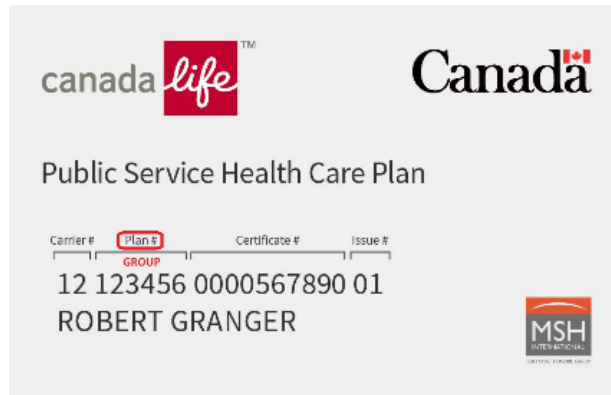 canada life™
Canada
Public Service Health Care Plan
Carrier # Plan # Certificate # Issue #
GROUP
12 123456 0000567890 01
ROBERT GRANGER
MSH
INTERNATIONAL